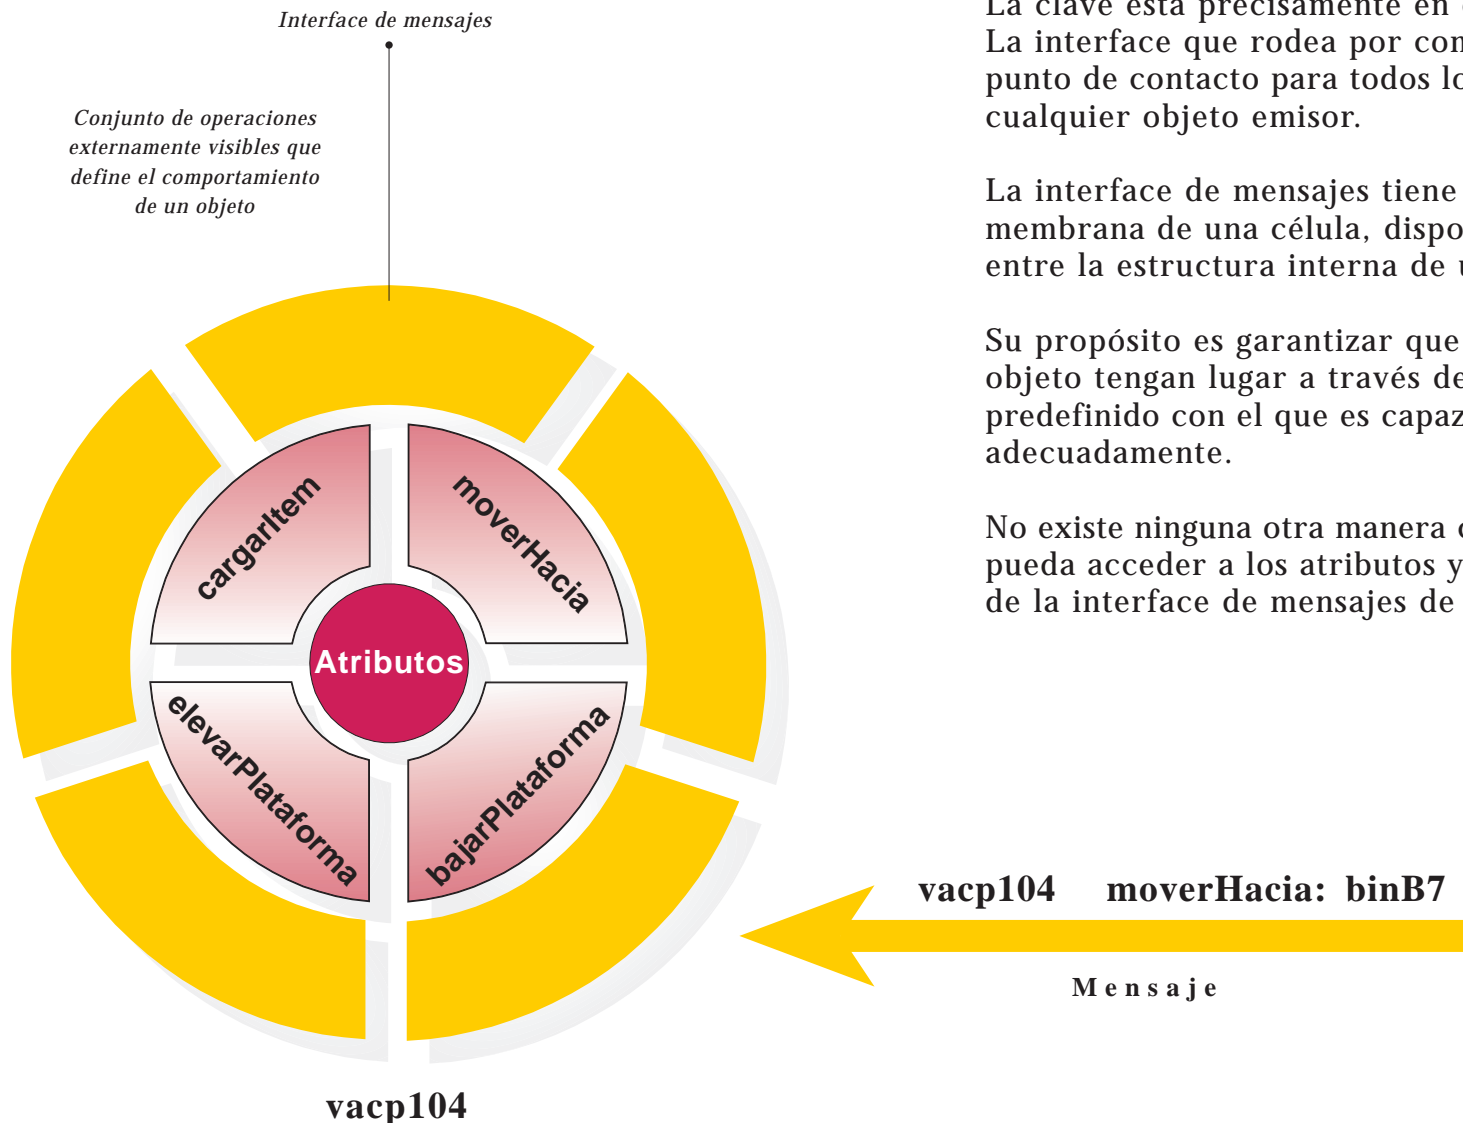 Interface de mensajes
Conjunto de operaciones
externamente visibles que
define el comportamiento
de un objeto
cargarItem
moverHacia
Atributos
elevarPlataforma
bajarPlataforma
vacp104
La clave está precisamente en
La interface que rodea por
punto de contacto para todos
cualquier objeto emisor.
La interface de mensajes tiene
membrana de una célula,
entre la estructura interna de
Su propósito es garantizar que
objeto tengan lugar a través de
predefinido con el que es capaz
adecuadamente.
No existe ninguna otra manera
pueda acceder a los atributos y
de la interface de mensajes de
vacp104 moverHacia: binB7
Mensaje